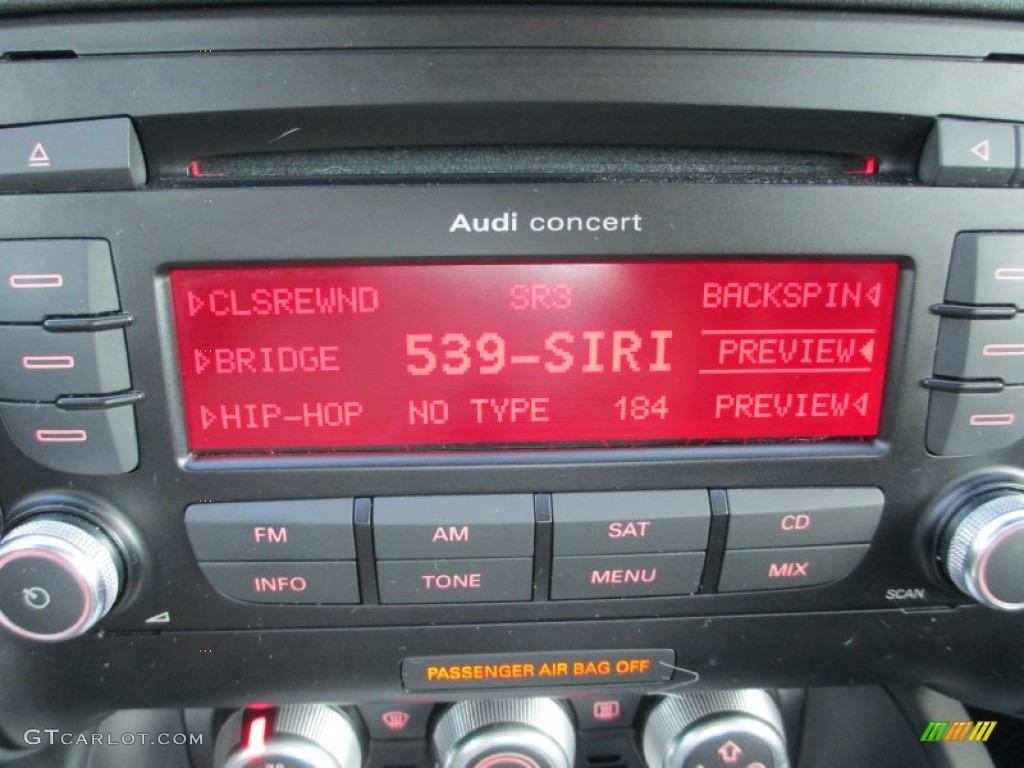 Audi concert
CLSREWND SR3 BACKSPIN
BRIDGE 539-SIRI PREVIEW
HIP-HOP NO TYPE 184 PREVIEW
FM AM SAT CD
INFO TONE MENU MIX
SCAN
PASSENGER AIR BAG OFF
GTCARLOT.COM